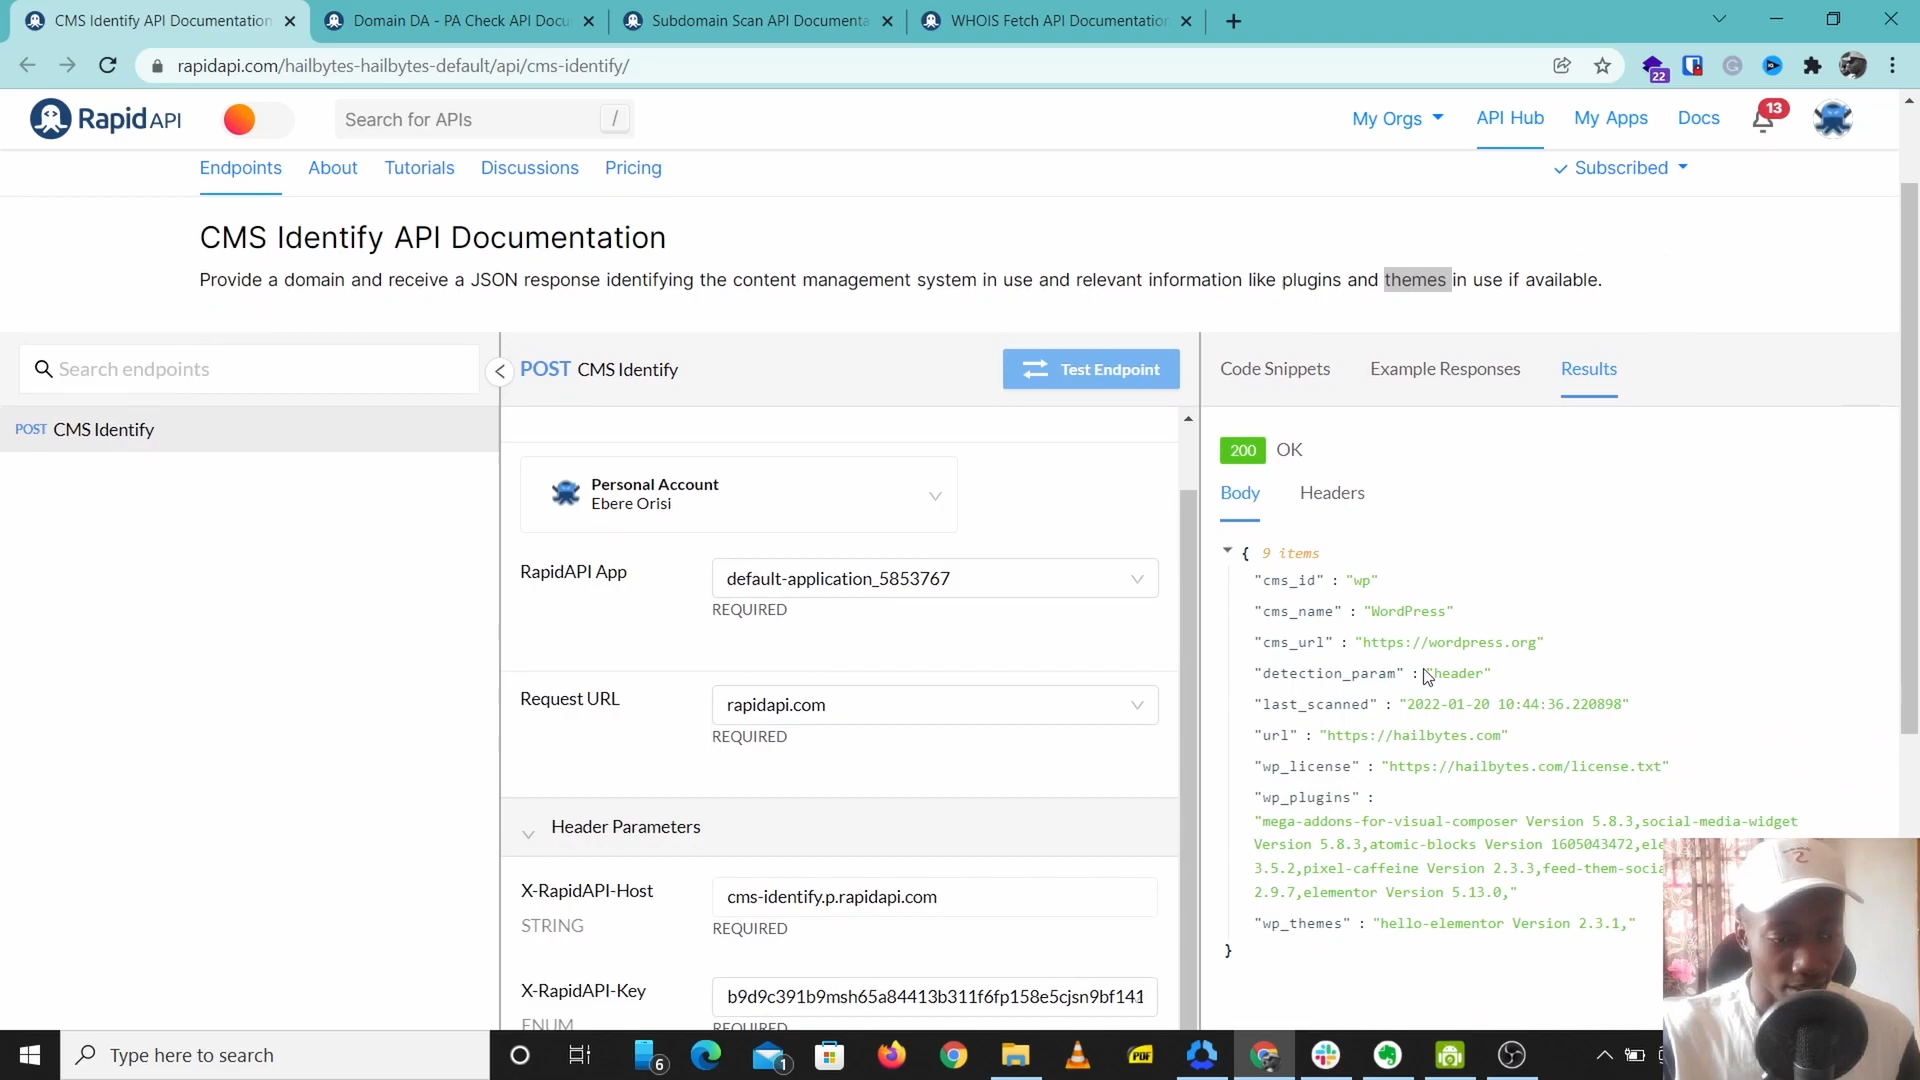 CMS Identify API Documentation
Domain DA - PA Check API Docu
Subdomain Scan API Documenta
WHOIS Fetch API Documentation
rapidapi.com/hailbytes-hailbytes-default/api/cms-identify/
22
Rapid API
Search for APIs
/
My Orgs
API Hub
My Apps
Docs
13
Endpoints
About
Tutorials
Discussions
Pricing
Subscribed
CMS Identify API Documentation
Provide a domain and receive a JSON response identifying the content management system in use and relevant information like plugins and themes in use if available.
Search endpoints
POST CMS Identify
Test Endpoint
Code Snippets
Example Responses
Results
POST CMS Identify
Personal Account
Ebere Orisi
RapidAPI App
default-application_5853767
REQUIRED
Request URL
rapidapi.com
REQUIRED
Header Parameters
X-RapidAPI-Host
cms-identify.p.rapidapi.com
STRING
REQUIRED
X-RapidAPI-Key
b9d9c391b9msh65a84413b311f6fp158e5cjsn9bf141
ENUM
REQUIRED
200 OK
Body
Headers
{ 9 items
"cms_id" : "wp"
"cms_name" : "WordPress"
"cms_url" : "https://wordpress.org"
"detection_param" : "header"
"last_scanned" : "2022-01-20 10:44:36.220898"
"url" : "https://hailbytes.com"
"wp_license" : "https://hailbytes.com/license.txt"
"wp_plugins" :
"mega-addons-for-visual-composer Version 5.8.3,social-media-widget
Version 5.8.3,atomic-blocks Version 1605043472,ele
3.5.2,pixel-caffeine Version 2.3.3,feed-them-socia
2.9.7,elementor Version 5.13.0,"
"wp_themes" : "hello-elementor Version 2.3.1,"
}
Type here to search
6
1
PDF